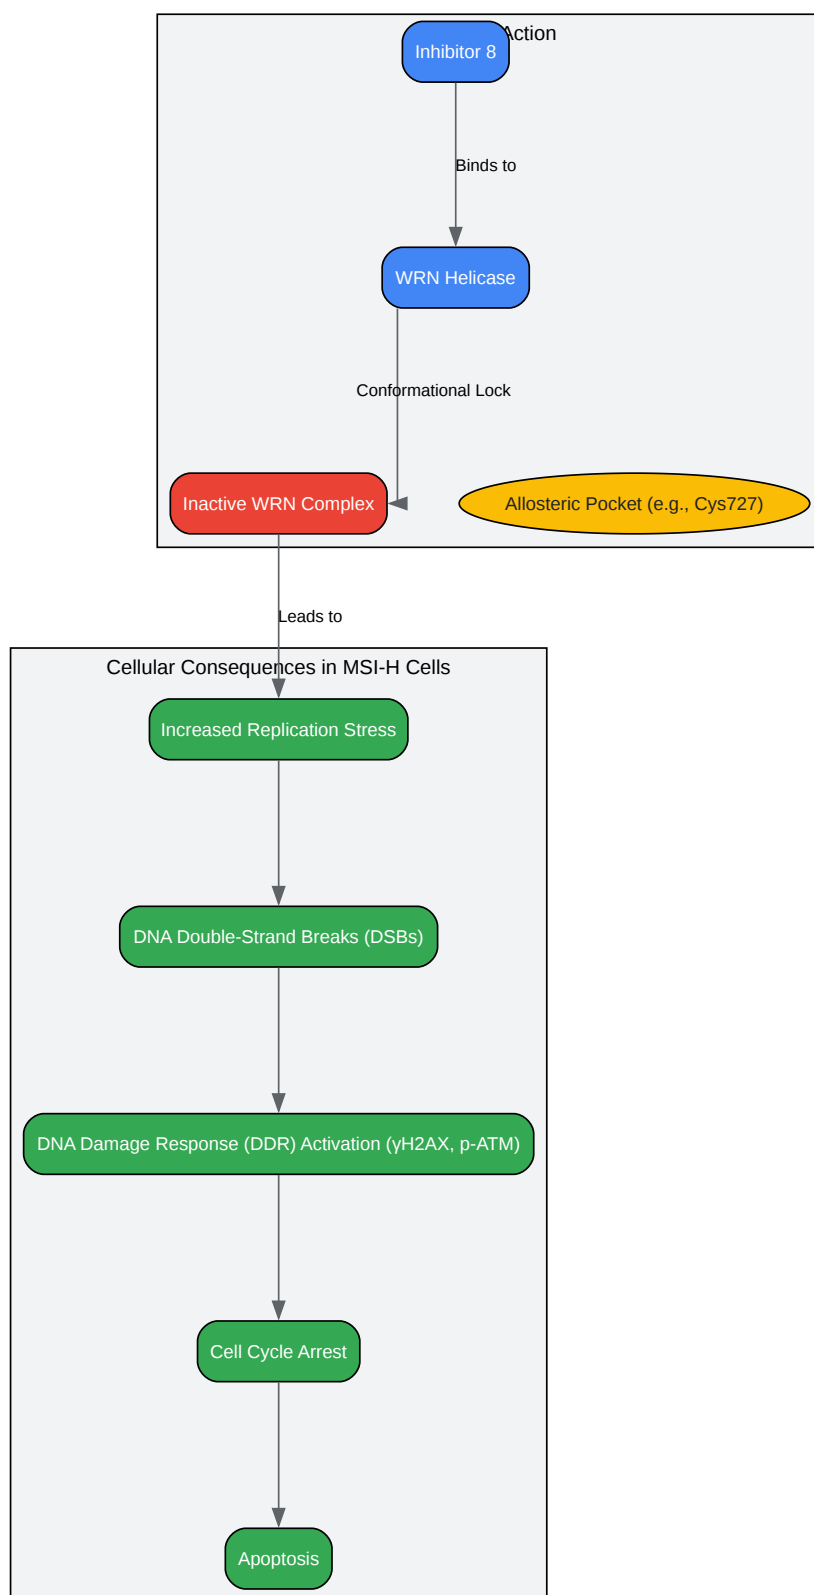 Action
Inhibitor 8
Binds to
WRN Helicase
Conformational Lock
Inactive WRN Complex
Allosteric Pocket (e.g., Cys727)
Leads to
Cellular Consequences in MSI-H Cells
Increased Replication Stress
DNA Double-Strand Breaks (DSBs)
DNA Damage Response (DDR) Activation (γH2AX, p-ATM)
Cell Cycle Arrest
Apoptosis